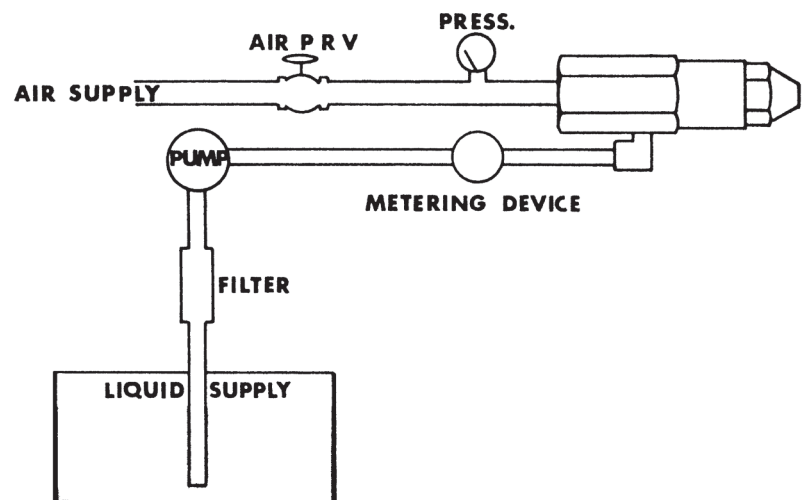 PRESS.
AIR P R V
AIR SUPPLY
PUMP
METERING DEVICE
FILTER
LIQUID SUPPLY